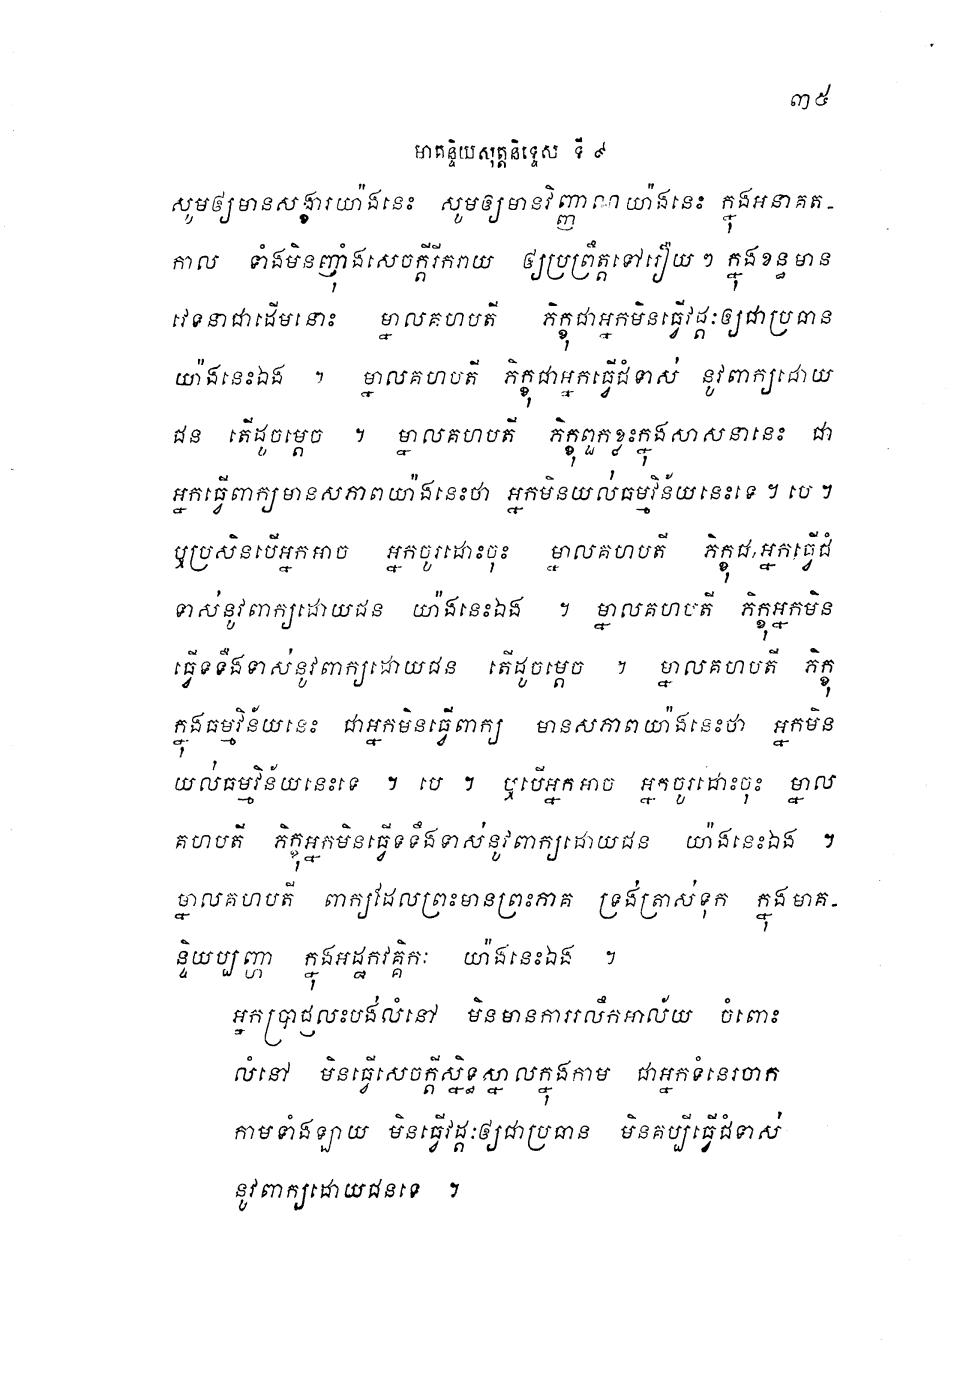 ៣៥
មាគន្ទិយសុត្តនិទ្ទេស ទី ៩
សូមឲ្យមានសង្ខារយ៉ាងនេះ សូមឲ្យមានវិញ្ញាណយ៉ាងនេះ ក្នុងអនាគត-
កាល ទាំងមិនញ៉ាំងសេចក្តីរីករាយ ឲ្យប្រព្រឹត្តទៅរឿយ ៗ ក្នុងខន្ធមាន
វេទនាជាដើមនោះ ម្នាលគហបតី ភិក្ខុជាអ្នកមិនធ្វើវដ្តៈឲ្យជាប្រធាន
យ៉ាងនេះឯង ។ ម្នាលគហបតី ភិក្ខុជាអ្នកធ្វើជំទាស់ នូវពាក្យដោយ
ជន តើដូចម្តេច ។ ម្នាលគហបតី ភិក្ខុពួកខ្លះក្នុងសាសនានេះ ជា
អ្នកធ្វើពាក្យមានសភាពយ៉ាងនេះថា អ្នកមិនយល់ធម្មវិន័យនេះទេ ។ បេ ។
ឬប្រសិនបើអ្នកអាច អ្នកចូរដោះចុះ ម្នាលគហបតី ភិក្ខុជាអ្នកធ្វើជំ
ទាស់នូវពាក្យដោយជន យ៉ាងនេះឯង ។ ម្នាលគហបតី ភិក្ខុអ្នកមិន
ធ្វើទទឹងទាស់នូវពាក្យដោយជន តើដូចម្តេច ។ ម្នាលគហបតី ភិក្ខុ
ក្នុងធម្មវិន័យនេះ ជាអ្នកមិនធ្វើពាក្យ មានសភាពយ៉ាងនេះថា អ្នកមិន
យល់ធម្មវិន័យនេះទេ ។ បេ ។ ឬបើអ្នកអាច អ្នកចូរដោះចុះ ម្នាល
គហបតី ភិក្ខុអ្នកមិនធ្វើទទឹងទាស់នូវពាក្យដោយជន យ៉ាងនេះឯង ។
ម្នាលគហបតី ពាក្យដែលព្រះមានព្រះភាគ ទ្រង់ត្រាស់ទុក ក្នុងមាគ-
ន្ទិយប្បញ្ហា ក្នុងអដ្ឋកវគ្គិកៈ យ៉ាងនេះឯង ។
អ្នកប្រាជ្ញលះបង់លំនៅ មិនមានការរលឹកអាល័យ ចំពោះ
លំនៅ មិនធ្វើសេចក្តីស្និទ្ធស្នាលក្នុងកាម ជាអ្នកទំនេរចាក
កាមទាំងឡាយ មិនធ្វើវដ្តៈឲ្យជាប្រធាន មិនគប្បីធ្វើជំទាស់
នូវពាក្យដោយជនទេ ។